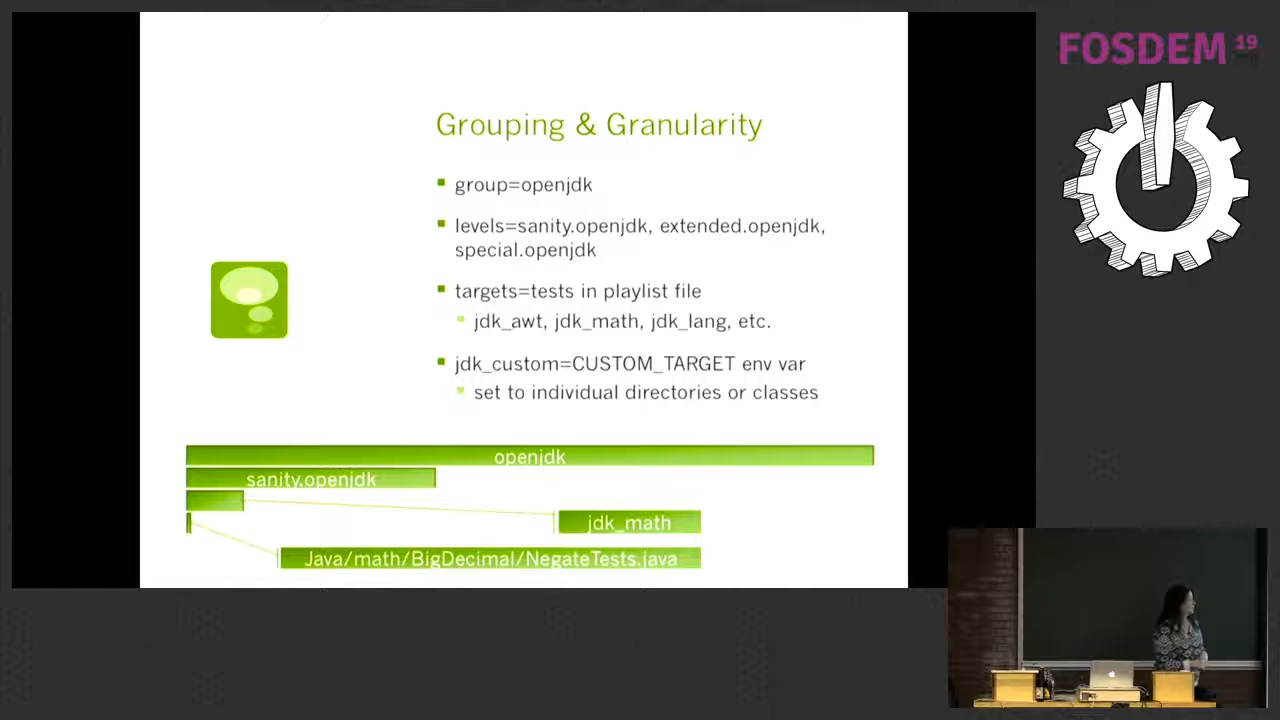 FOSDEM 19
Grouping & Granularity
group=openjdk
levels=sanity.openjdk, extended.openjdk,
special.openjdk
targets=tests in playlist file
jdk_awt, jdk_math, jdk_lang, etc.
jdk_custom=CUSTOM_TARGET env var
set to individual directories or classes
openjdk
sanity.openjdk
jdk_math
Java/math/BigDecimal/NegateTests.java